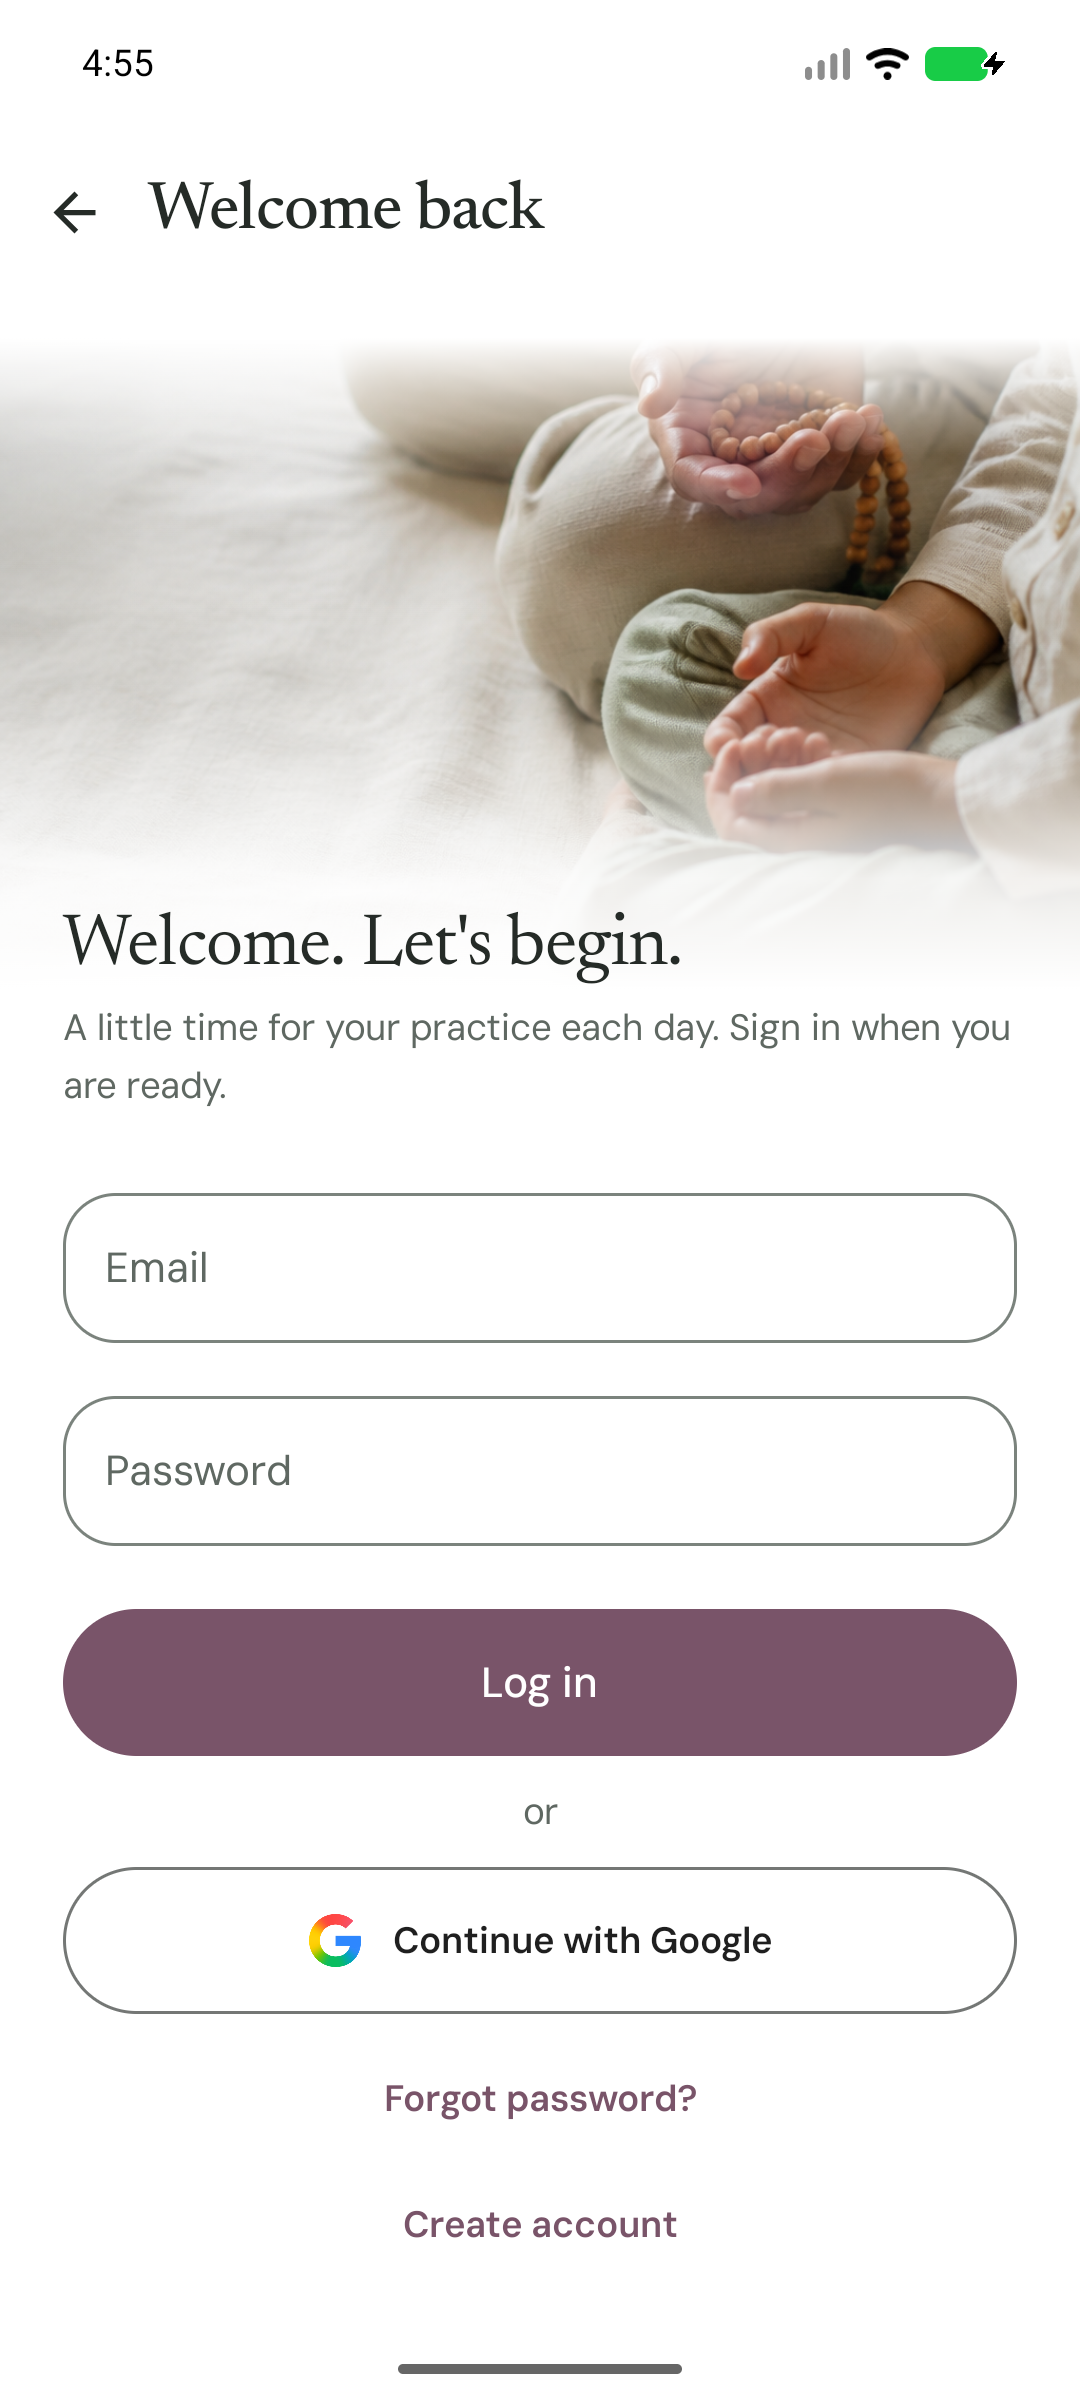 4:55
Welcome back
Welcome. Let's begin.
A little time for your practice each day. Sign in when you
are ready.
Email
Password
Log in
or
Continue with Google
Forgot password?
Create account